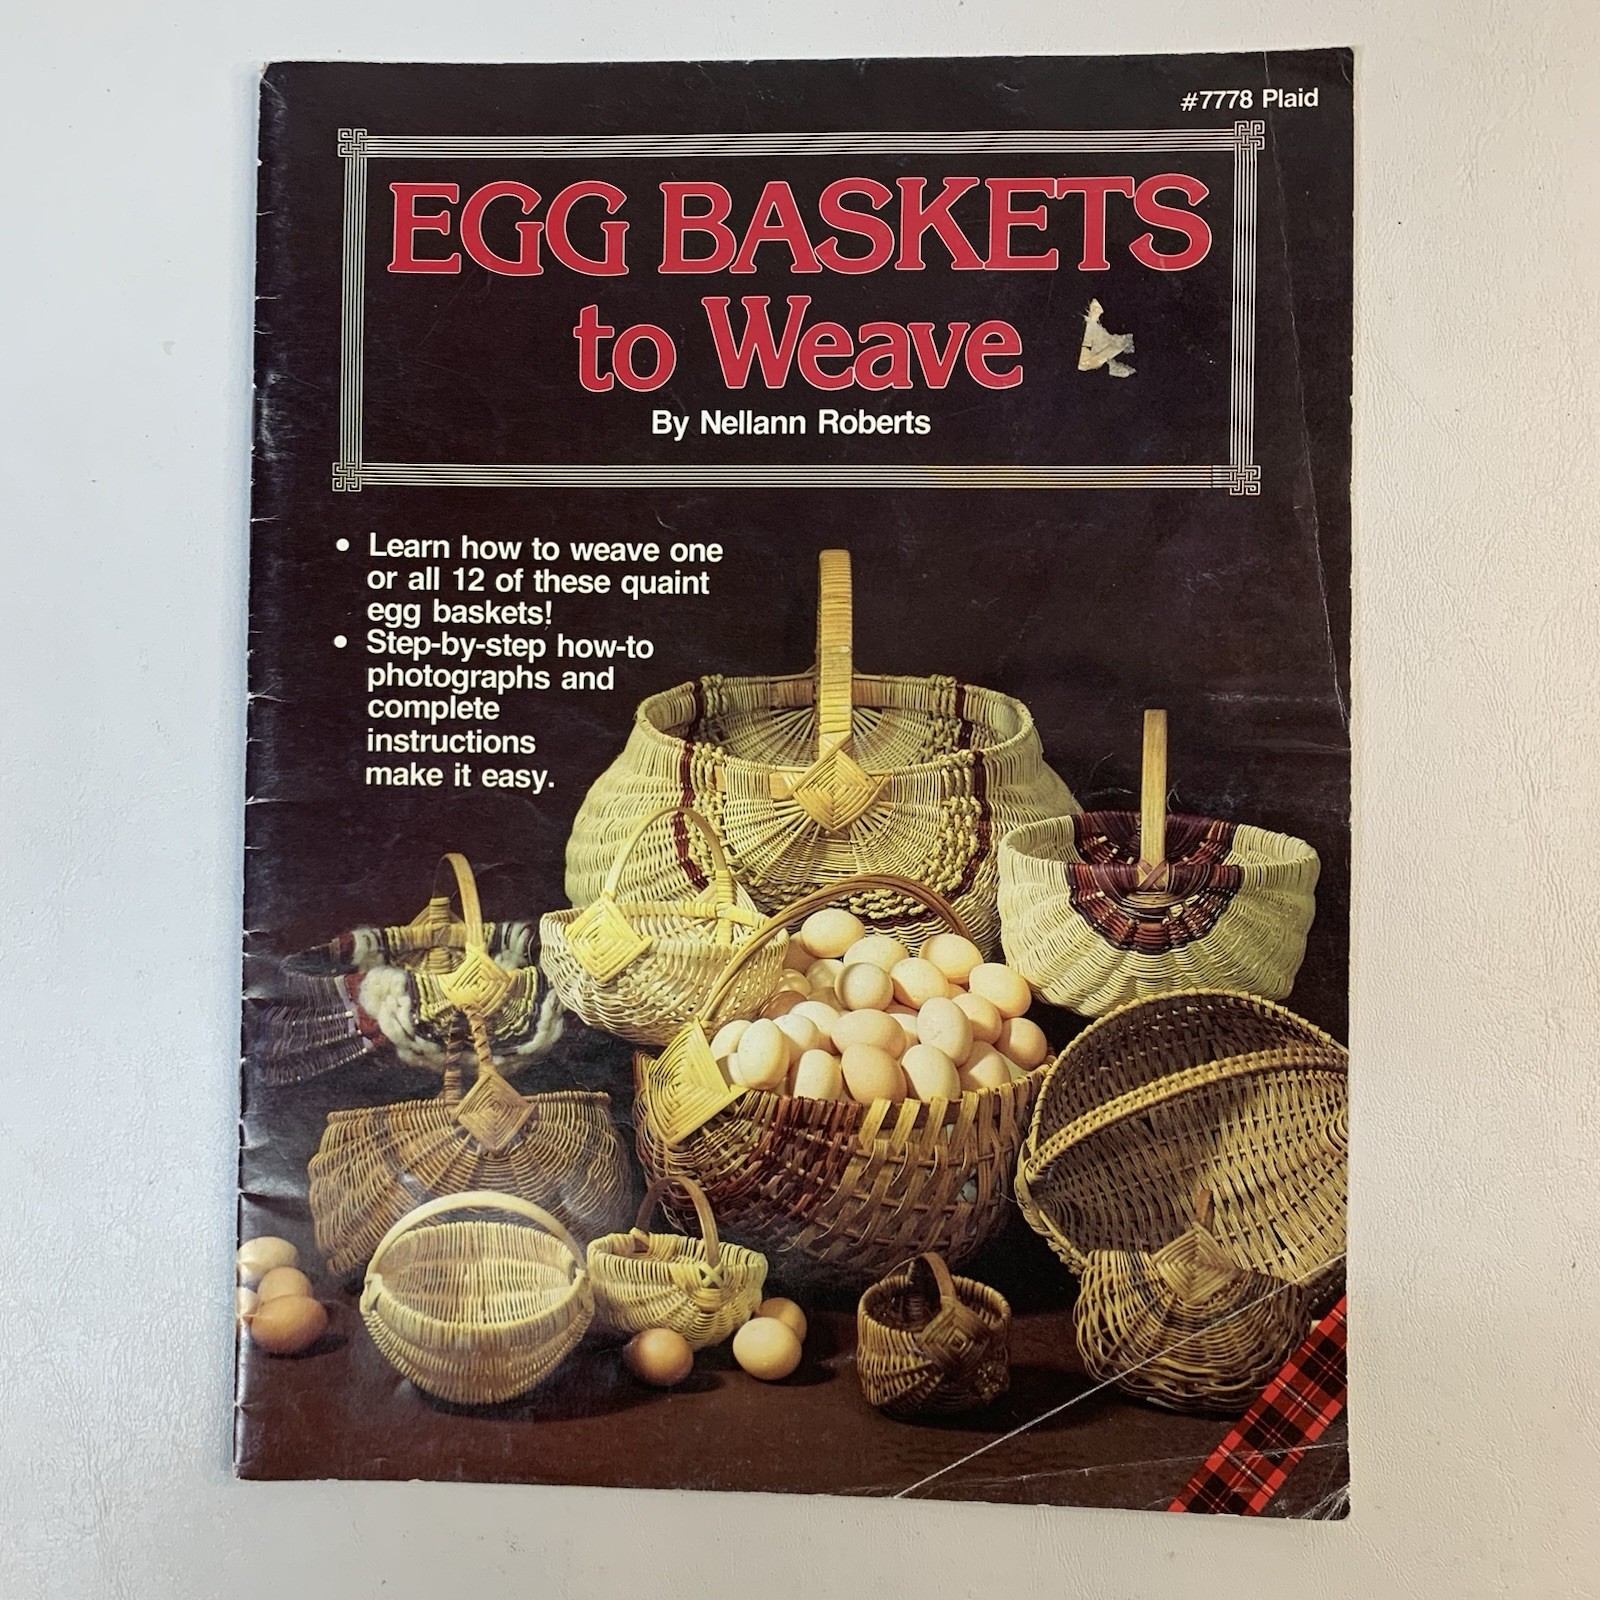 #7778 Plaid
EGG BASKETS
to Weave
By Nellann Roberts
• Learn how to weave one
or all 12 of these quaint
egg baskets!
• Step-by-step how-to
photographs and
complete
instructions
make it easy.